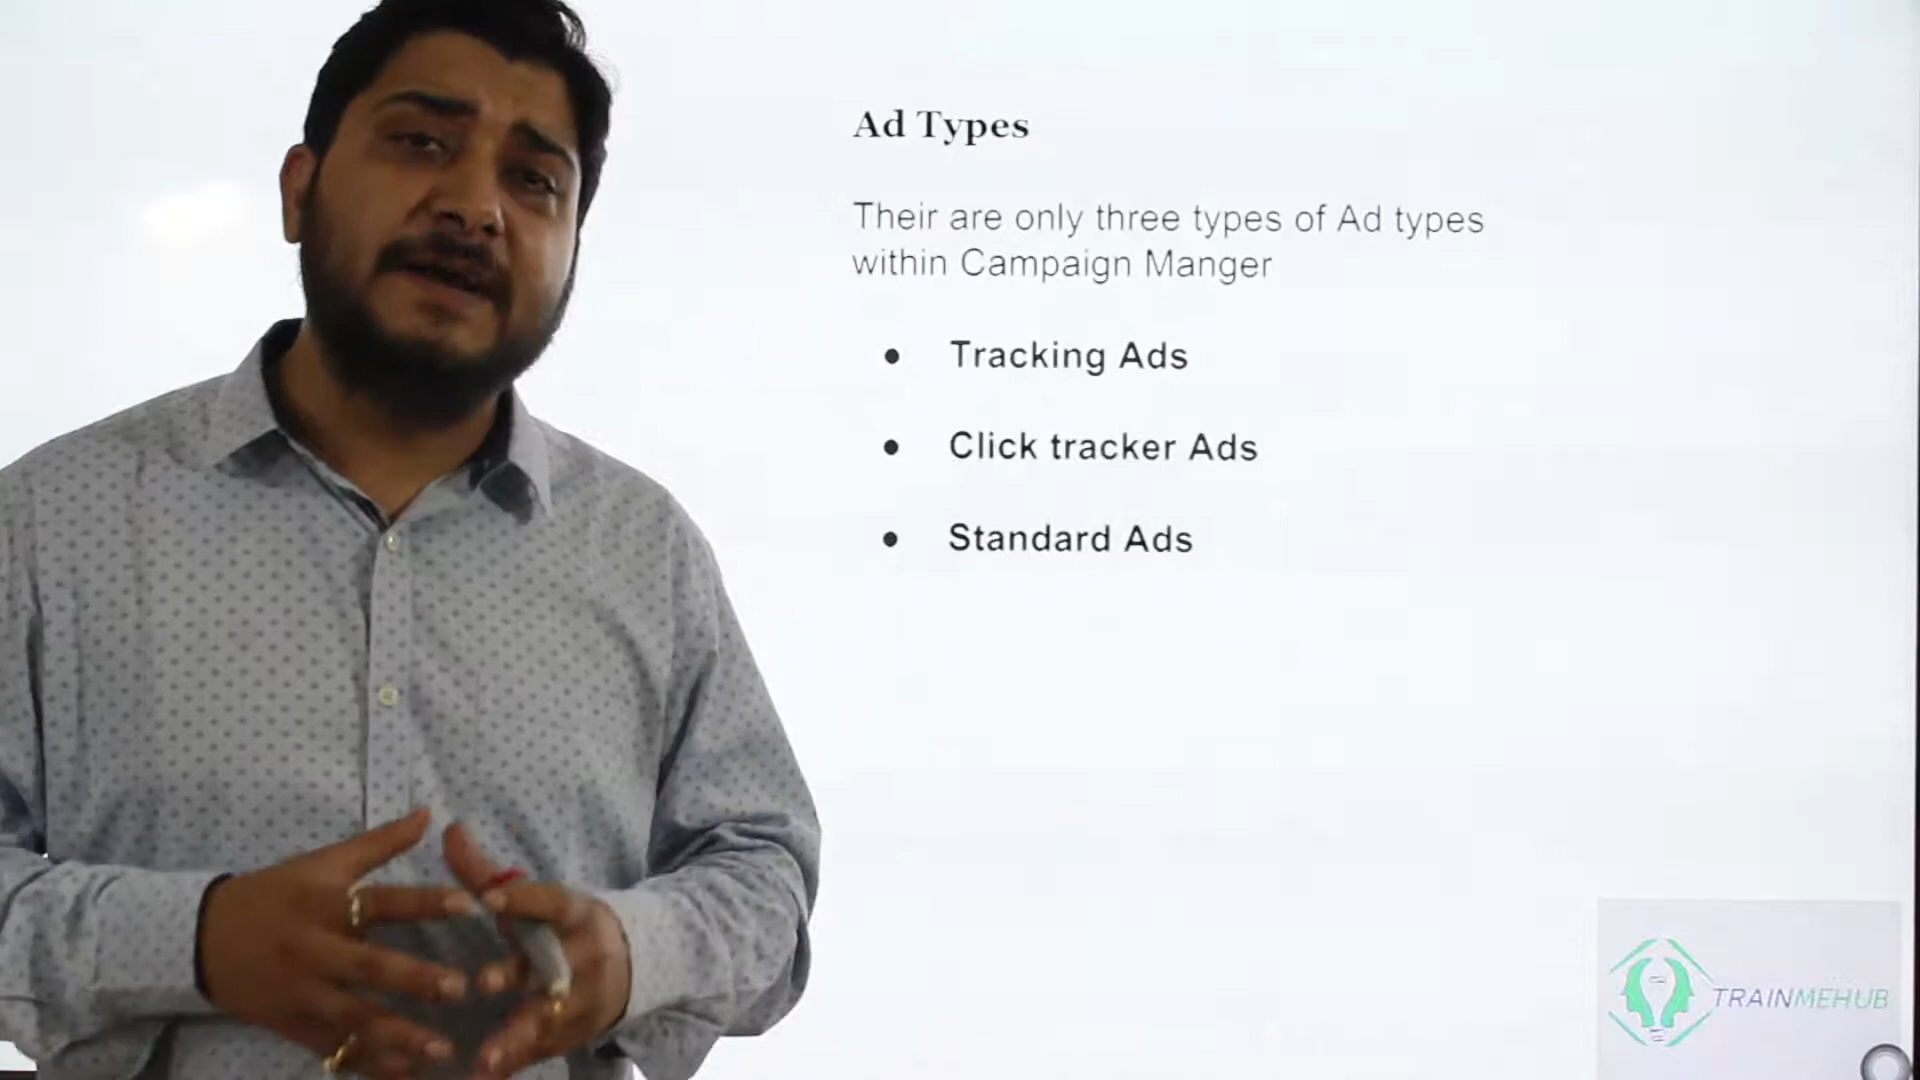 Ad Types
Their are only three types of Ad types
within Campaign Manger
● Tracking Ads
● Click tracker Ads
● Standard Ads
TRAINMEHUB